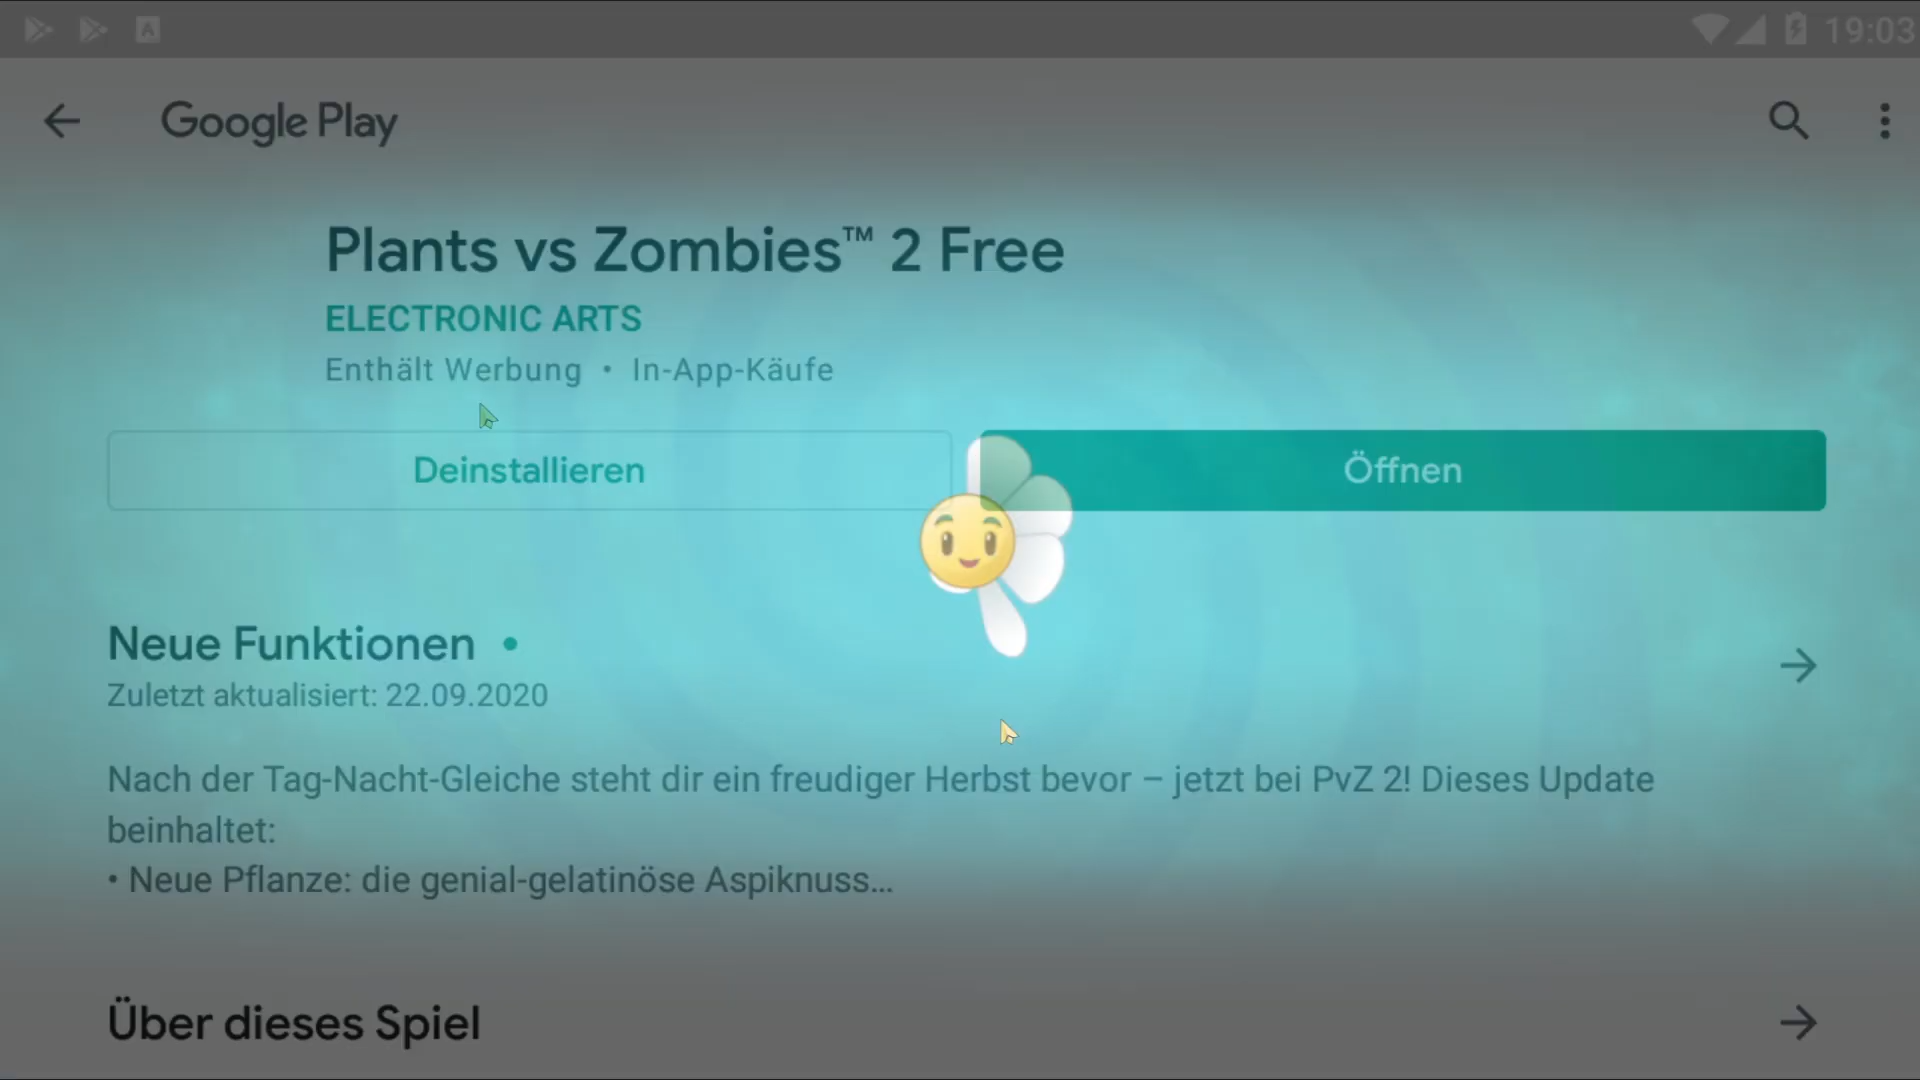 19:03
Google Play
Plants vs Zombies™ 2 Free
ELECTRONIC ARTS
Enthält Werbung • In-App-Käufe
Deinstallieren
Öffnen
Neue Funktionen •
Zuletzt aktualisiert: 22.09.2020
Nach der Tag-Nacht-Gleiche steht dir ein freudiger Herbst bevor – jetzt bei PvZ 2! Dieses Update
beinhaltet:
• Neue Pflanze: die genial-gelatinöse Aspiknuss...
Über dieses Spiel